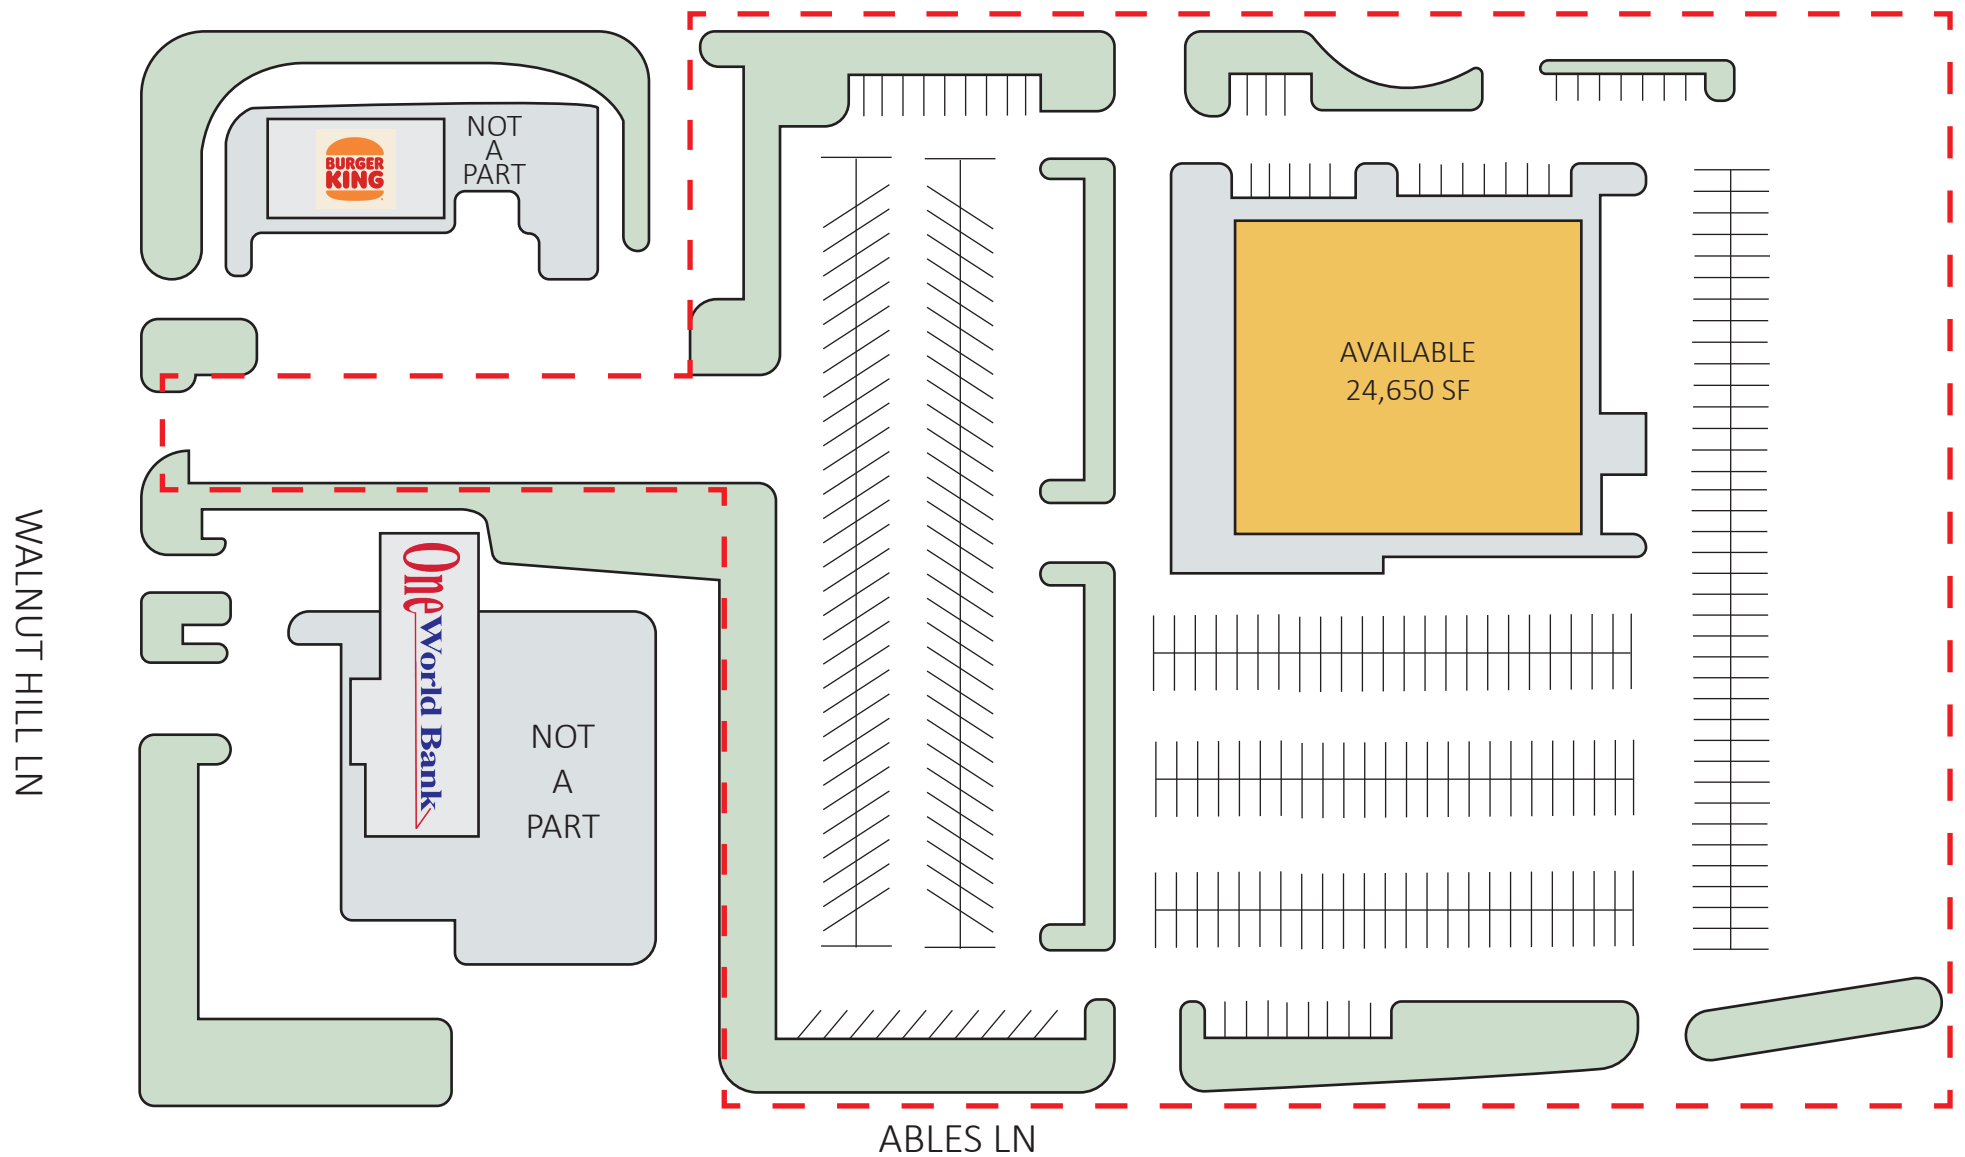 BURGER
KING
NOT
A
PART
AVAILABLE
24,650 SF
WALNUT HILL LN
One World Bank
NOT
A
PART
ABLES LN